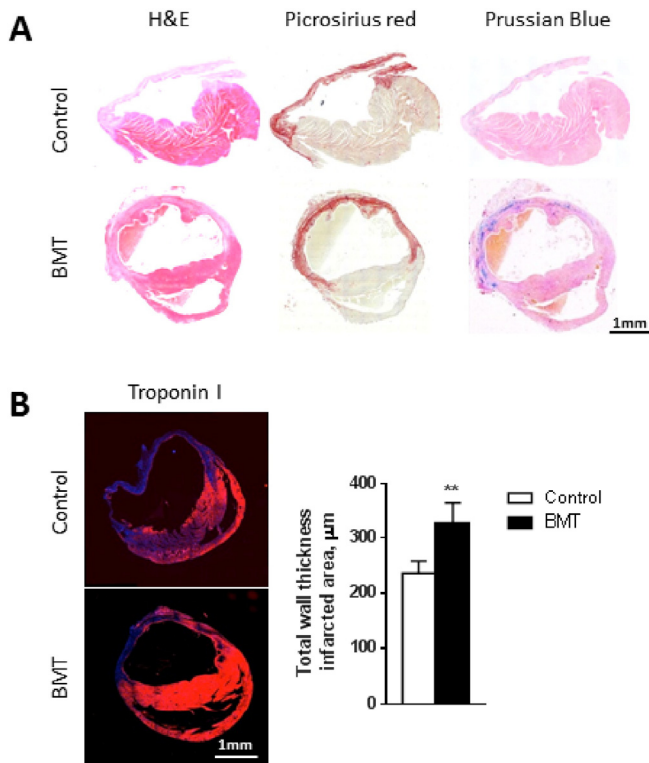 A
H&E
Picrosirius red
Prussian Blue
Control
BMT
1mm
B
Troponin I
Control
BMT
1mm
Total wall thickness
infarcted area, μm
400
300
200
100
0
**
Control
BMT